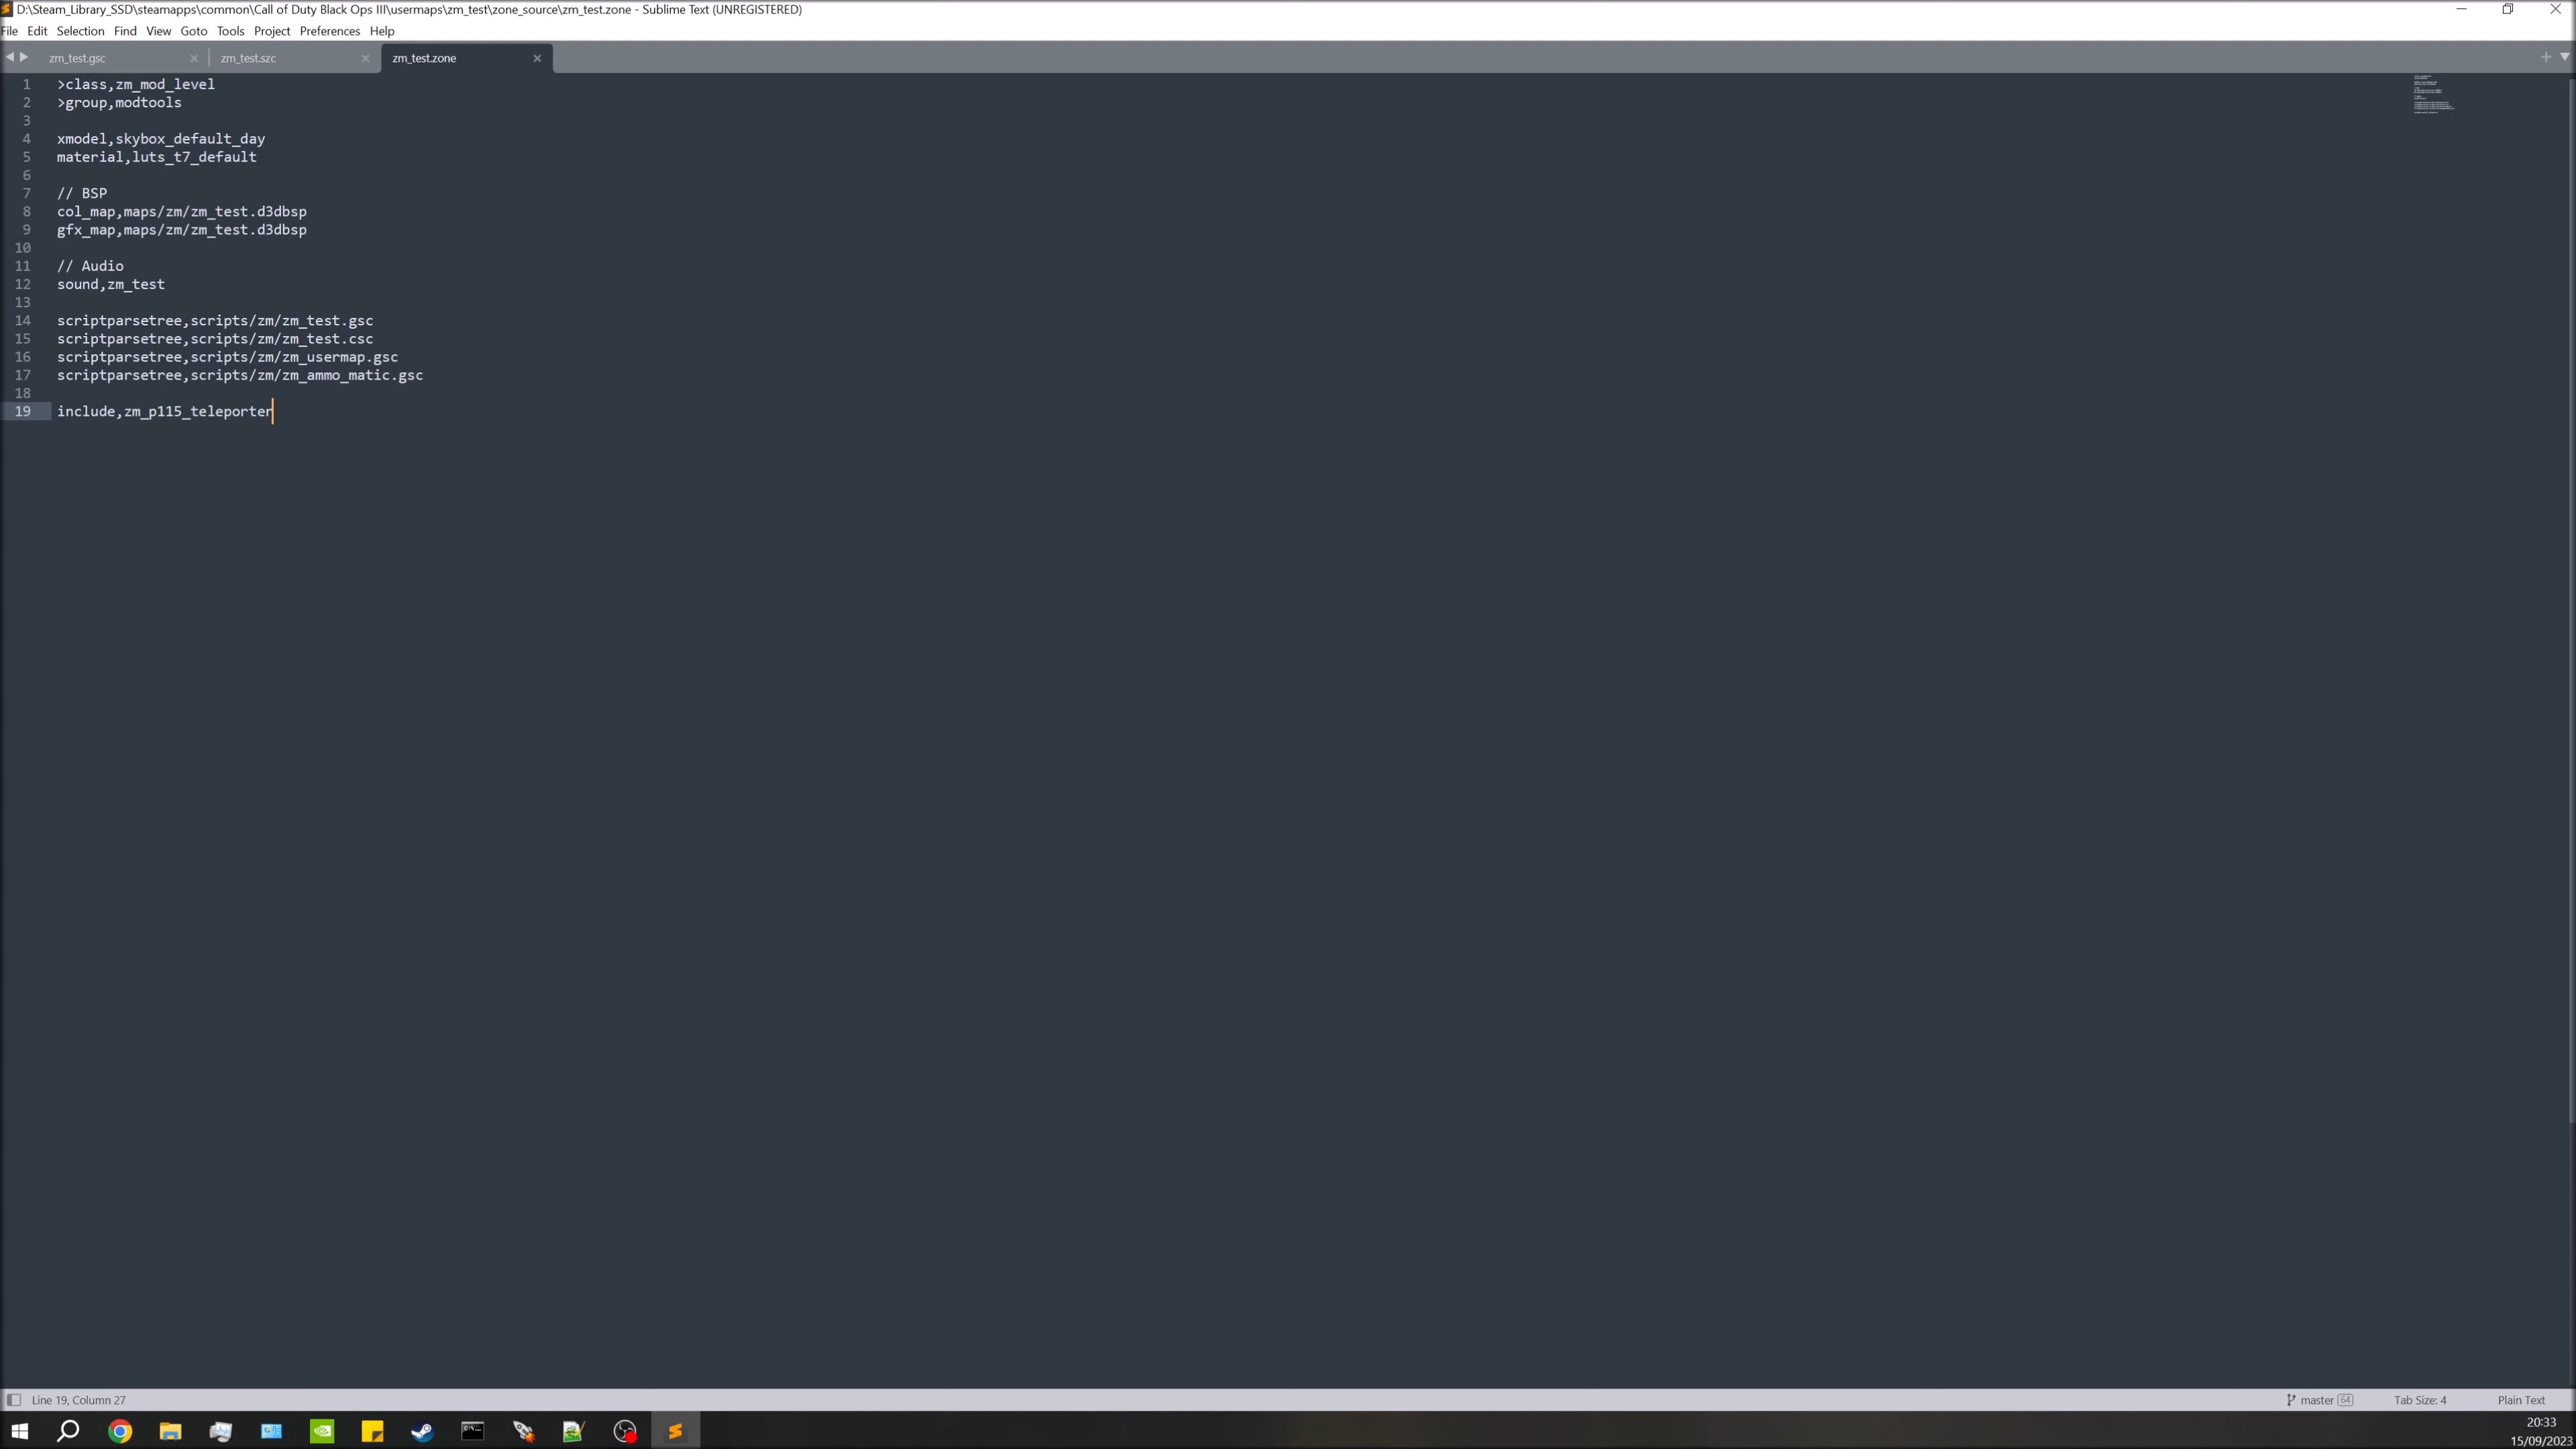 D:\Steam_Library_SSD\steamapps\common\Call of Duty Black Ops III\usermaps\zm_test\zone_source\zm_test.zone - Sublime Text (UNREGISTERED)
File Edit Selection Find View Goto Tools Project Preferences Help
zm_test.gsc zm_test.szc zm_test.zone
1 >class,zm_mod_level
2 >group,modtools
3
4 xmodel,skybox_default_day
5 material,luts_t7_default
6
7 // BSP
8 col_map,maps/zm/zm_test.d3dbsp
9 gfx_map,maps/zm/zm_test.d3dbsp
10
11 // Audio
12 sound,zm_test
13
14 scriptparsetree,scripts/zm/zm_test.gsc
15 scriptparsetree,scripts/zm/zm_test.csc
16 scriptparsetree,scripts/zm/zm_usermap.gsc
17 scriptparsetree,scripts/zm/zm_ammo_matic.gsc
18
19 include,zm_p115_teleporter
Line 19, Column 27 master 64 Tab Size: 4 Plain Text
20:33
15/09/2023